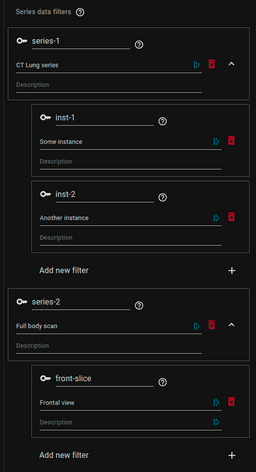 Series data filters
series-1
CT Lung series
Description
inst-1
Some instance
Description
inst-2
Another instance
Description
Add new filter
series-2
Full body scan
Description
front-slice
Frontal view
Description
Add new filter